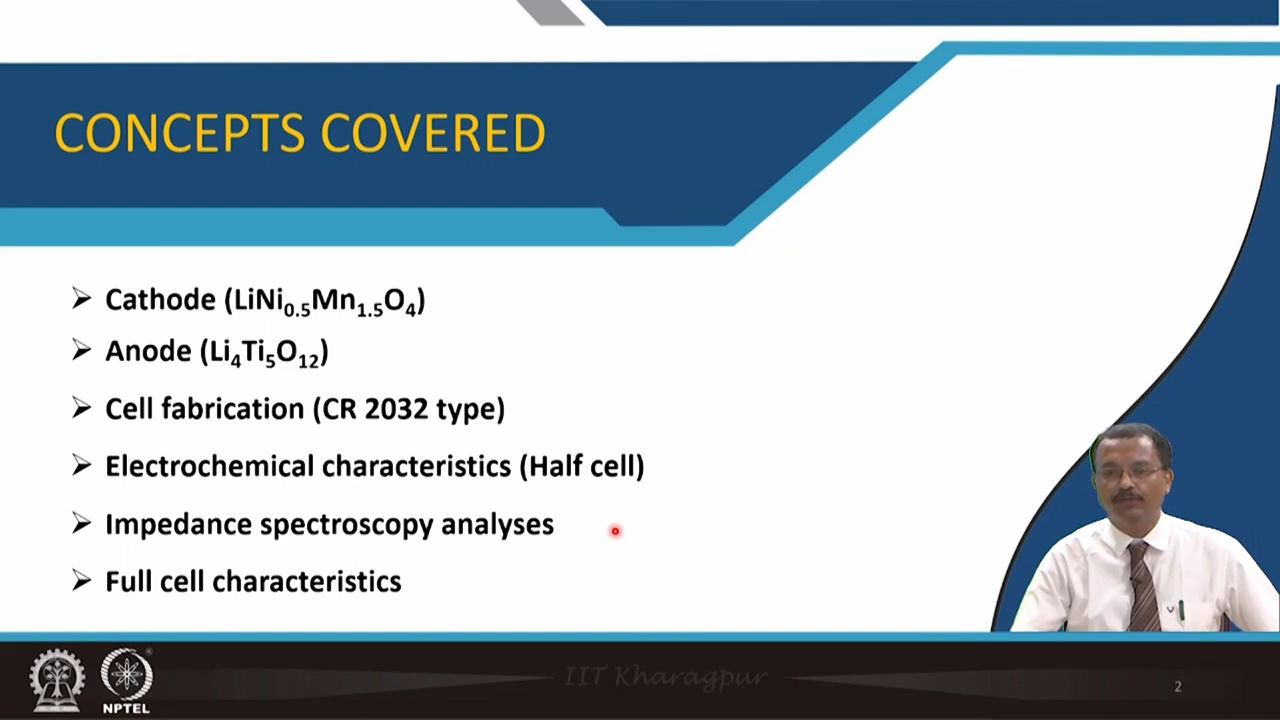 CONCEPTS COVERED
➢ Cathode (LiNi₀.₅Mn₁.₅O₄)
➢ Anode (Li₄Ti₅O₁₂)
➢ Cell fabrication (CR 2032 type)
➢ Electrochemical characteristics (Half cell)
➢ Impedance spectroscopy analyses
➢ Full cell characteristics
IIT Kharagpur
NPTEL
2